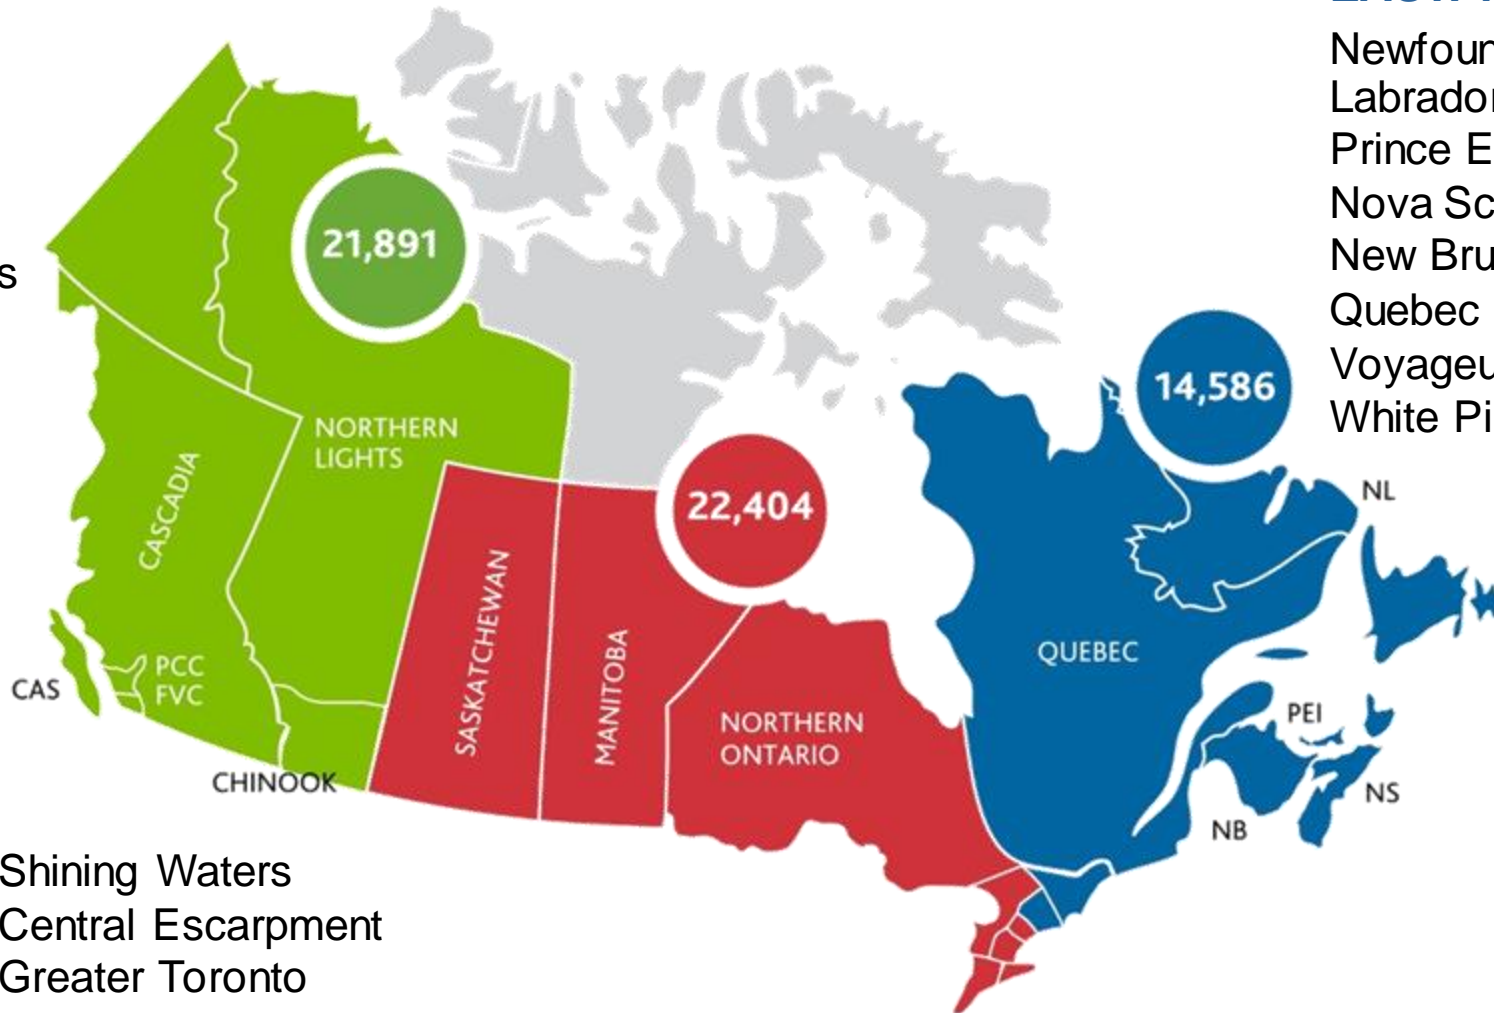 Newfoun
Labrador
Prince E
Nova Sc
New Bru
Quebec
Voyageu
White Pi
s
21,891
14,586
22,404
NORTHERN
LIGHTS
CASCADIA
NL
SASKATCHEWAN
MANITOBA
QUEBEC
CAS
PCC
FVC
PEI
NORTHERN
ONTARIO
CHINOOK
NS
NB
Shining Waters
Central Escarpment
Greater Toronto